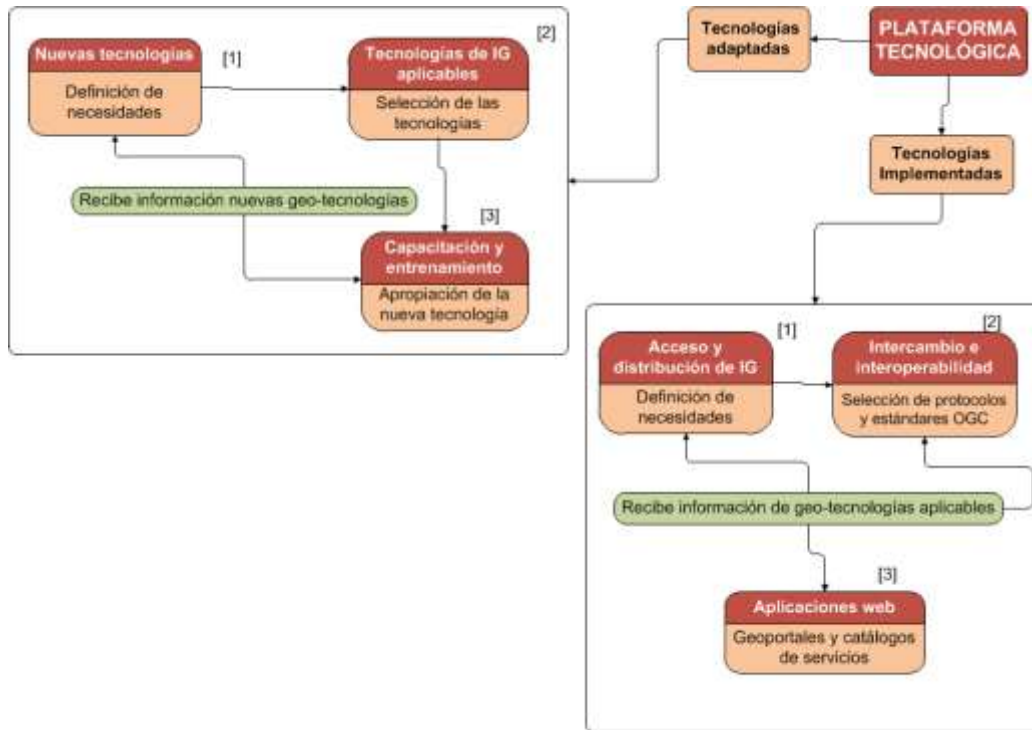 PLATAFORMA
TECNOLÓGICA
Tecnologías
adaptadas
Tecnologías
Implementadas
Nuevas tecnologías
[1]
Definición de
necesidades
Tecnologías de IG
aplicables
[2]
Selección de las
tecnologías
Recibe información nuevas geo-tecnologías
[3]
Capacitación y
entrenamiento
Apropiación de la
nueva tecnología
Acceso y
distribución de IG
[1]
Definición de
necesidades
Intercambio e
interoperabilidad
[2]
Selección de protocolos
y estándares OGC
Recibe información de geo-tecnologías aplicables
[3]
Aplicaciones web
Geoportales y catálogos
de servicios